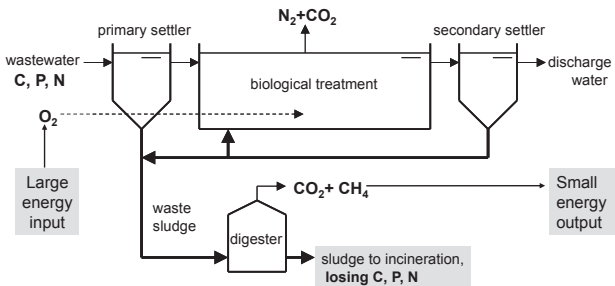 N₂+CO₂
primary settler
secondary settler
wastewater
C, P, N
biological treatment
discharge
water
O₂
Large
energy
input
waste
sludge
CO₂+ CH₄
Small
energy
output
digester
sludge to incineration,
losing C, P, N